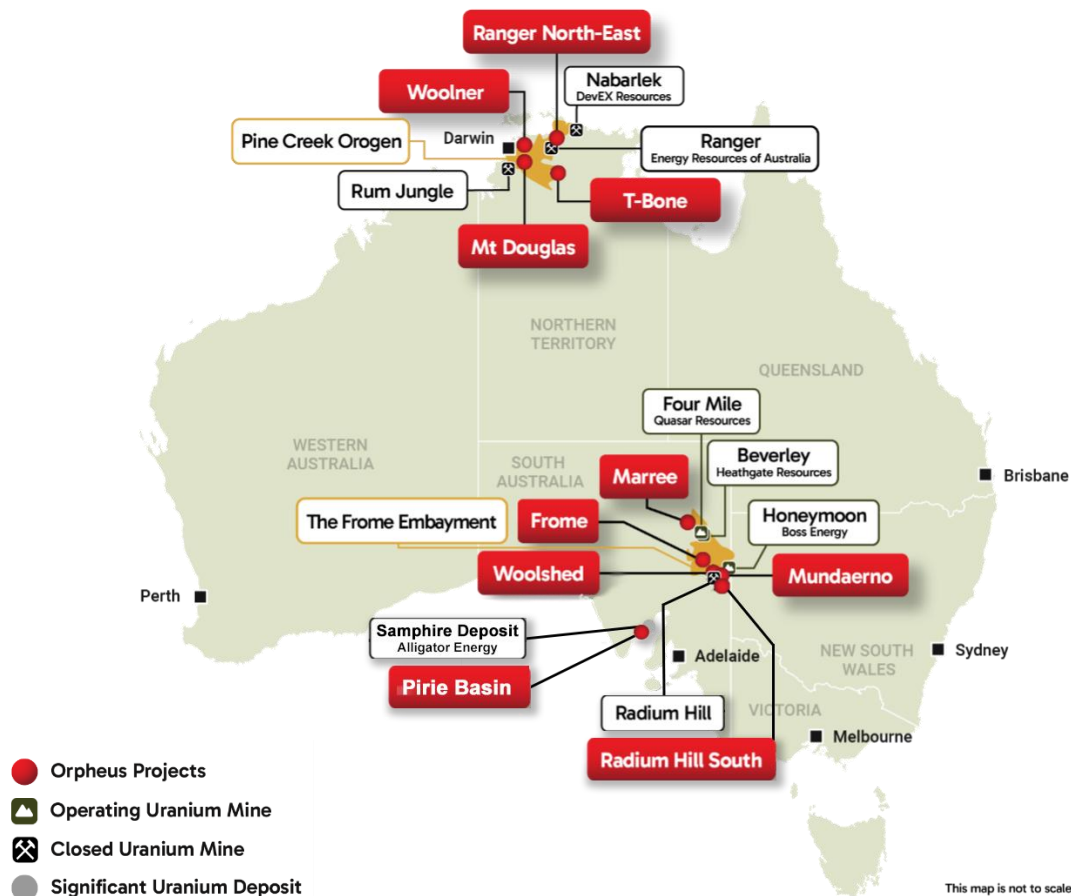 Ranger North-East
Nabarlek
DevEX Resources
Woolner
Pine Creek Orogen
Darwin
Ranger
Energy Resources of Australia
Rum Jungle
T-Bone
Mt Douglas
NORTHERN
TERRITORY
QUEENSLAND
Four Mile
Quasar Resources
WESTERN
AUSTRALIA
SOUTH
AUSTRALIA
Beverley
Heathgate Resources
Marree
Brisbane
The Frome Embayment
Frome
Honeymoon
Boss Energy
Woolshed
Mundaerno
Perth
Samphire Deposit
Alligator Energy
Adelaide
NEW SOUTH
WALES
Sydney
Pirie Basin
Radium Hill
VICTORIA
Melbourne
Radium Hill South
Orpheus Projects
Operating Uranium Mine
Closed Uranium Mine
Significant Uranium Deposit
This map is not to scale